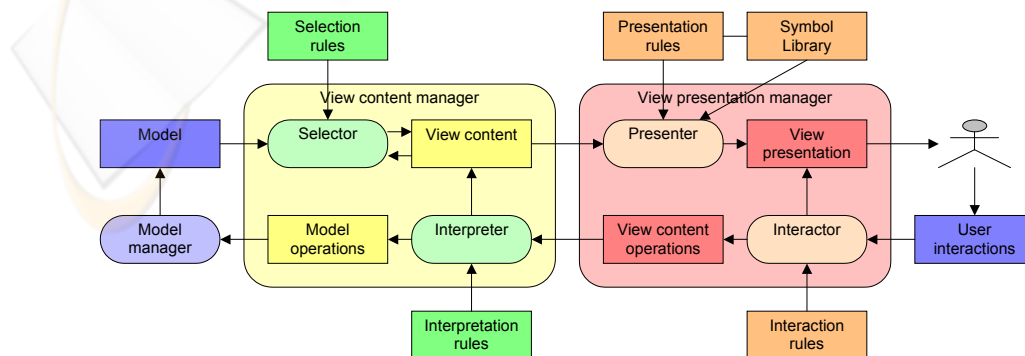 Selection
rules
Presentation
rules
Symbol
Library
View content manager
View presentation manager
Model
Selector
View content
Presenter
View
presentation
Model
manager
Model
operations
Interpreter
View content
operations
Interactor
User
interactions
Interpretation
rules
Interaction
rules